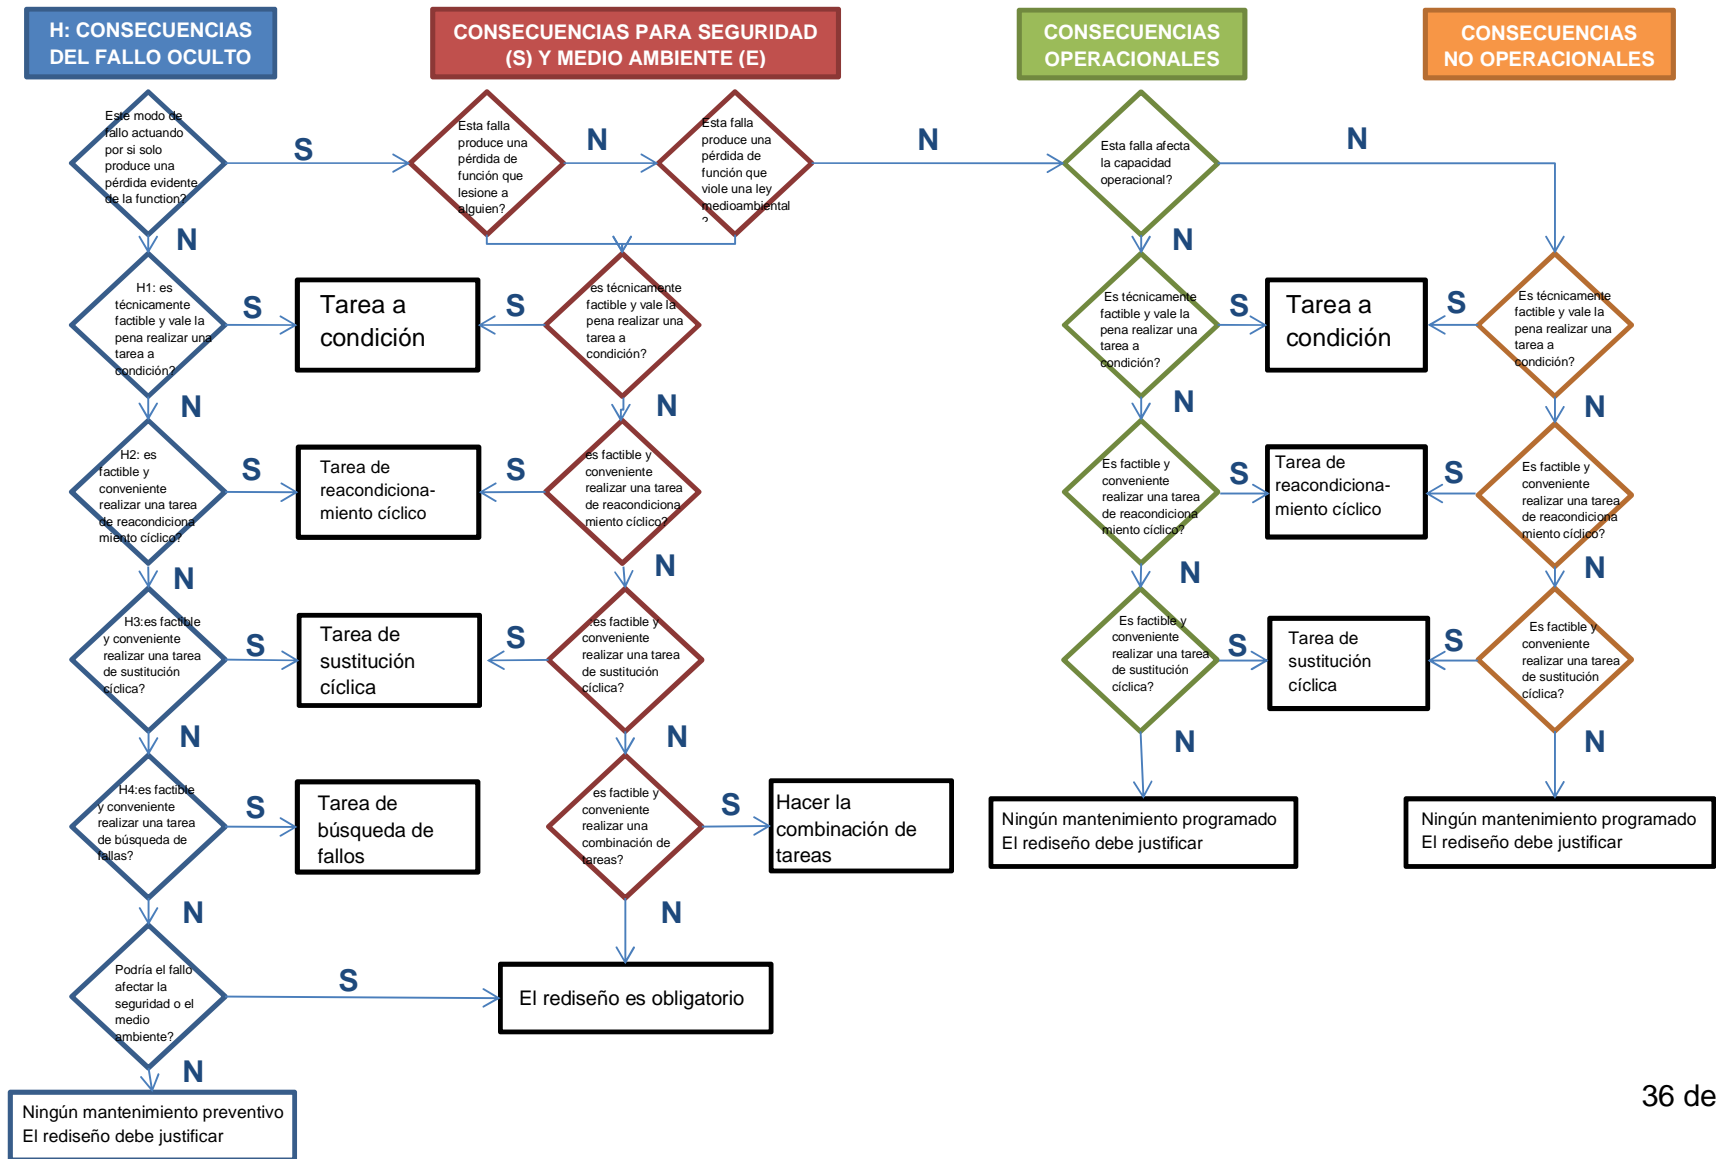 H: CONSECUENCIAS
DEL FALLO OCULTO
CONSECUENCIAS PARA SEGURIDAD
(S) Y MEDIO AMBIENTE (E)
CONSECUENCIAS
OPERACIONALES
CONSECUENCIAS
NO OPERACIONALES
Este modo de
fallo actuando
por si solo
produce una
pérdida evidente
de la function?
S
Esta falla
produce una
pérdida de
función que
lesione a
alguien?
N
Esta falla
produce una
pérdida de
función que
viole una ley
medioambiental
?
N
Esta falla afecta
la capacidad
operacional?
N
N
N
H1: es
técnicamente
factible y vale la
pena realizar una
tarea a
condición?
S
Tarea a
condición
S
es técnicamente
factible y vale la
pena realizar una
tarea a
condición?
Es técnicamente
factible y vale la
pena realizar una
tarea a
condición?
S
Tarea a
condición
S
Es técnicamente
factible y vale la
pena realizar una
tarea a
condición?
N
N
N
N
H2: es
factible y
conveniente
realizar una tarea
de reacondiciona
miento cíclico?
S
Tarea de
reacondiciona-
miento cíclico
S
es factible y
conveniente
realizar una tarea
de reacondiciona
miento cíclico?
Es factible y
conveniente
realizar una tarea
de reacondiciona
miento cíclico?
S
Tarea de
reacondiciona-
miento cíclico
S
Es factible y
conveniente
realizar una tarea
de reacondiciona
miento cíclico?
N
N
N
N
H3:es factible
y conveniente
realizar una tarea
de sustitución
cíclica?
S
Tarea de
sustitución
cíclica
S
:es factible y
conveniente
realizar una tarea
de sustitución
cíclica?
Es factible y
conveniente
realizar una tarea
de sustitución
cíclica?
S
Tarea de
sustitución
cíclica
S
Es factible y
conveniente
realizar una tarea
de sustitución
cíclica?
N
N
N
N
H4:es factible
y conveniente
realizar una tarea
de búsqueda de
fallas?
S
Tarea de
búsqueda de
fallos
es factible y
conveniente
realizar una
combinación de
tareas?
S
Hacer la
combinación de
tareas
Ningún mantenimiento programado
El rediseño debe justificar
Ningún mantenimiento programado
El rediseño debe justificar
N
N
Podría el fallo
afectar la
seguridad o el
medio
ambiente?
S
El rediseño es obligatorio
N
Ningún mantenimiento preventivo
El rediseño debe justificar
36 de